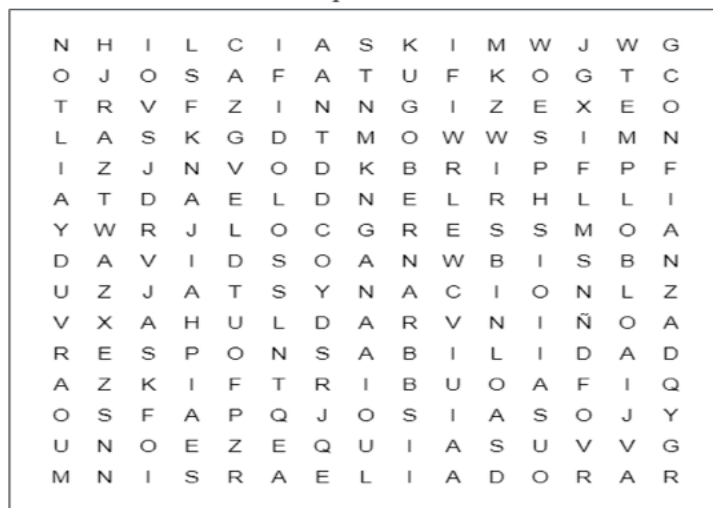 N H I L C I A S K I M W J W G
O J O S A F A T U F K O G T C
T R V F Z I N N G I Z E X E O
L A S K G D T M O W W S I M N
I Z J N V O D K B R I P F P F
A T D A E L D N E L R H L L I
Y W R J L O C G R E S S M O A
D A V I D S O A N W B I S B N
U Z J A T S Y N A C I O N L Z
V X A H U L D A R V N I Ñ O A
R E S P O N S A B I L I D A D
A Z K I F T R I B U O A F I Q
O S F A P Q J O S I A S O J Y
U N O E Z E Q U I A S U V V G
M N I S R A E L I A D O R A R